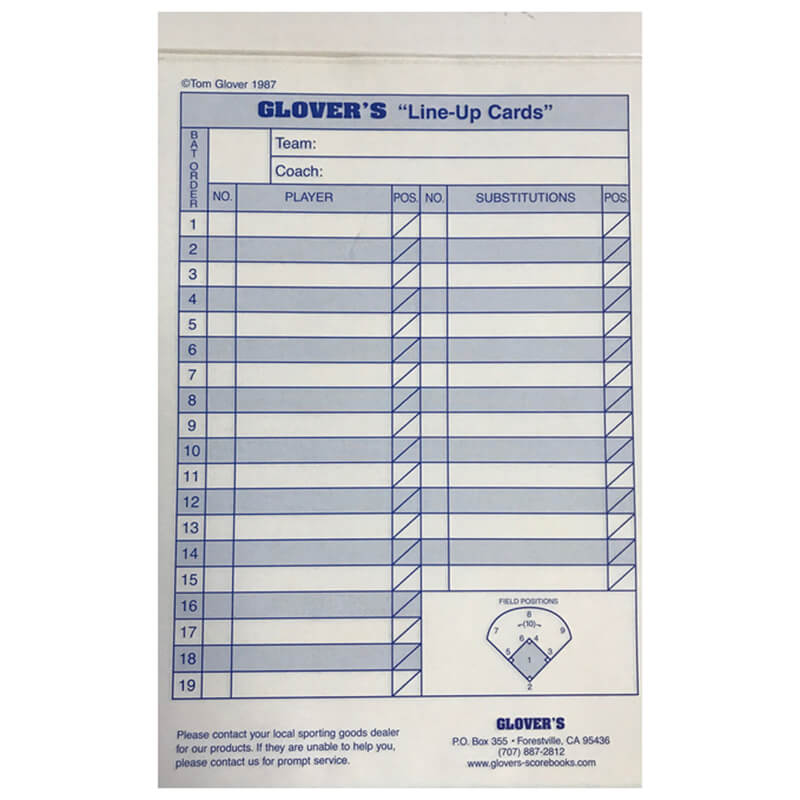 ©Tom Glover 1987
GLOVER'S "Line-Up Cards"
BAT ORDER
Team:
Coach:
NO. PLAYER POS. NO. SUBSTITUTIONS POS.
1
2
3
4
5
6
7
8
9
10
11
12
13
14
15
16
17
18
19
FIELD POSITIONS
8
(10)
7 9
6 4
5 3
1
2
Please contact your local sporting goods dealer
for our products. If they are unable to help you,
please contact us for prompt service.
GLOVER'S
P.O. Box 355 • Forestville, CA 95436
(707) 887-2812
www.glovers-scorebooks.com